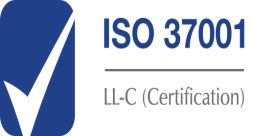 ISO 37001
LL-C (Certification)